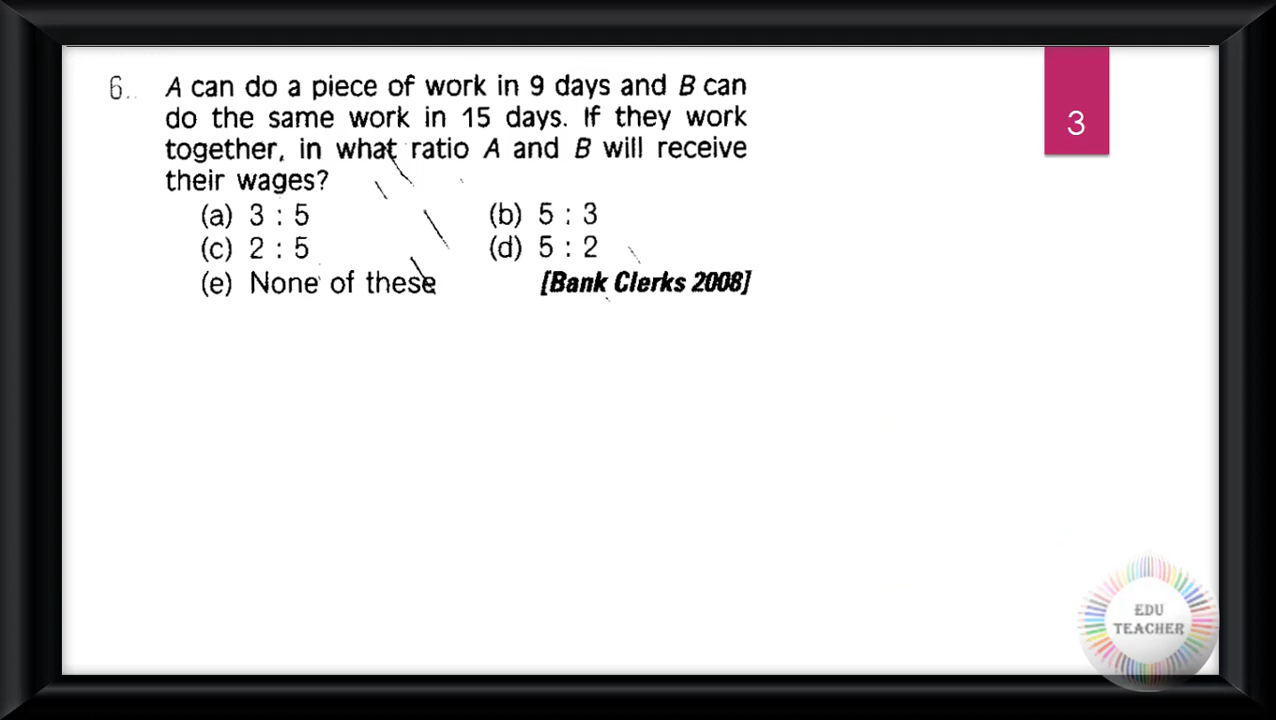 6. A can do a piece of work in 9 days and B can
do the same work in 15 days. If they work
together, in what ratio A and B will receive
their wages?
(a) 3 : 5 (b) 5 : 3
(c) 2 : 5 (d) 5 : 2
(e) None of these [Bank Clerks 2008]
3
EDU
TEACHER